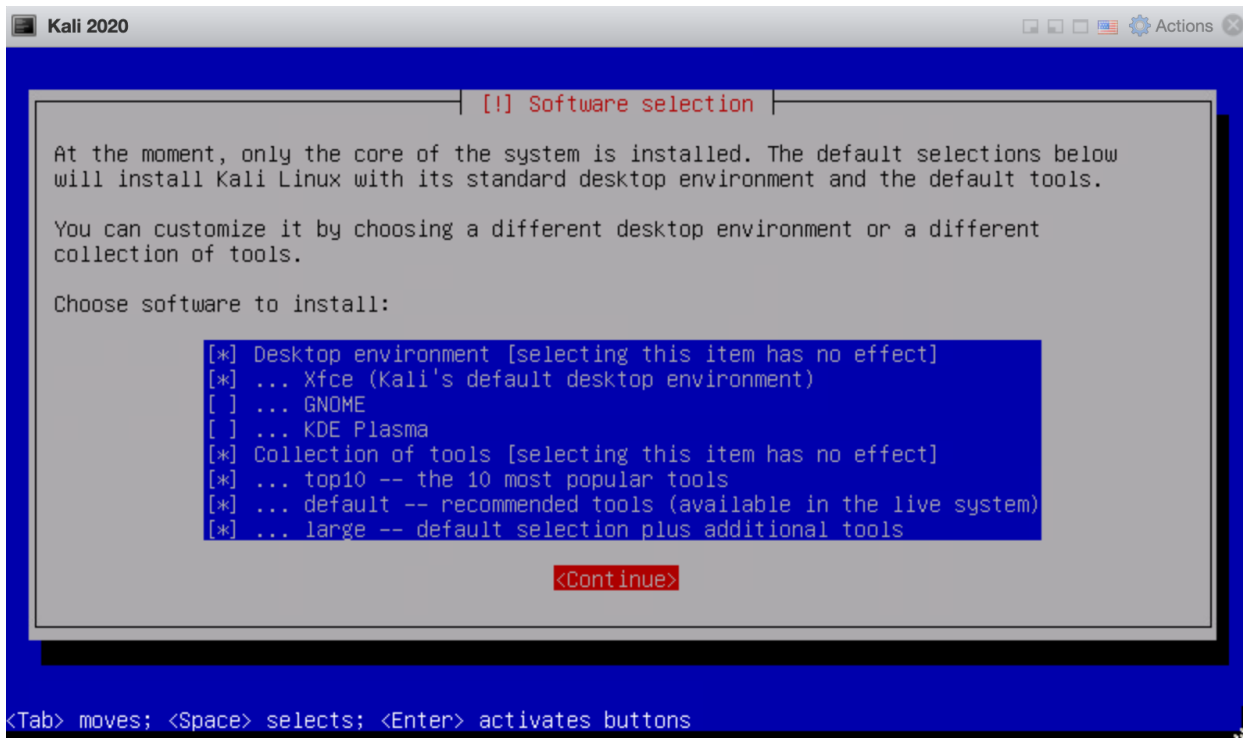 Kali 2020
Actions
[!] Software selection
At the moment, only the core of the system is installed. The default selections below
will install Kali Linux with its standard desktop environment and the default tools.
You can customize it by choosing a different desktop environment or a different
collection of tools.
Choose software to install:
[*] Desktop environment [selecting this item has no effect]
[*] ... Xfce (Kali's default desktop environment)
[ ] ... GNOME
[ ] ... KDE Plasma
[*] Collection of tools [selecting this item has no effect]
[*] ... top10 -- the 10 most popular tools
[*] ... default -- recommended tools (available in the live system)
[*] ... large -- default selection plus additional tools
<Continue>
<Tab> moves; <Space> selects; <Enter> activates buttons